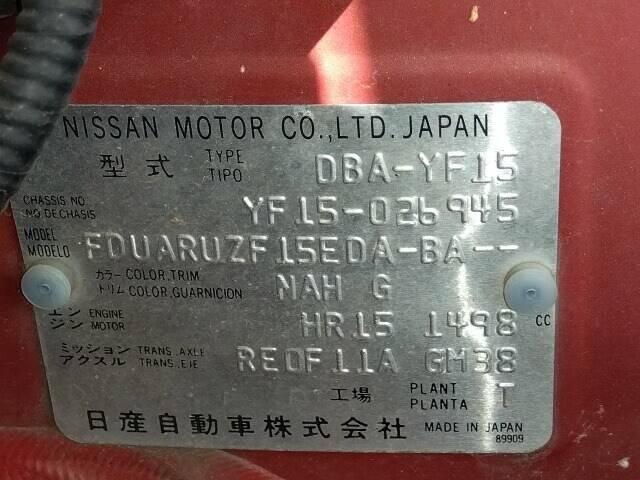 NISSAN MOTOR CO.,LTD. JAPAN
型式 TYPE TIPO DBA-YF15
CHASSIS NO. NO DE CHASIS YF15-026945
MODEL MODELO FDUARUZF15EDA-BA--
カラー COLOR, TRIM トリム COLOR, GUARNICION NAH G
エンジン ENGINE MOTOR HR15 1498 CC
ミッション TRANS. AXLE アクスル TRANS., EJE RE0F11A GM38
工場 PLANT PLANTA T
日産自動車株式会社 MADE IN JAPAN
89909